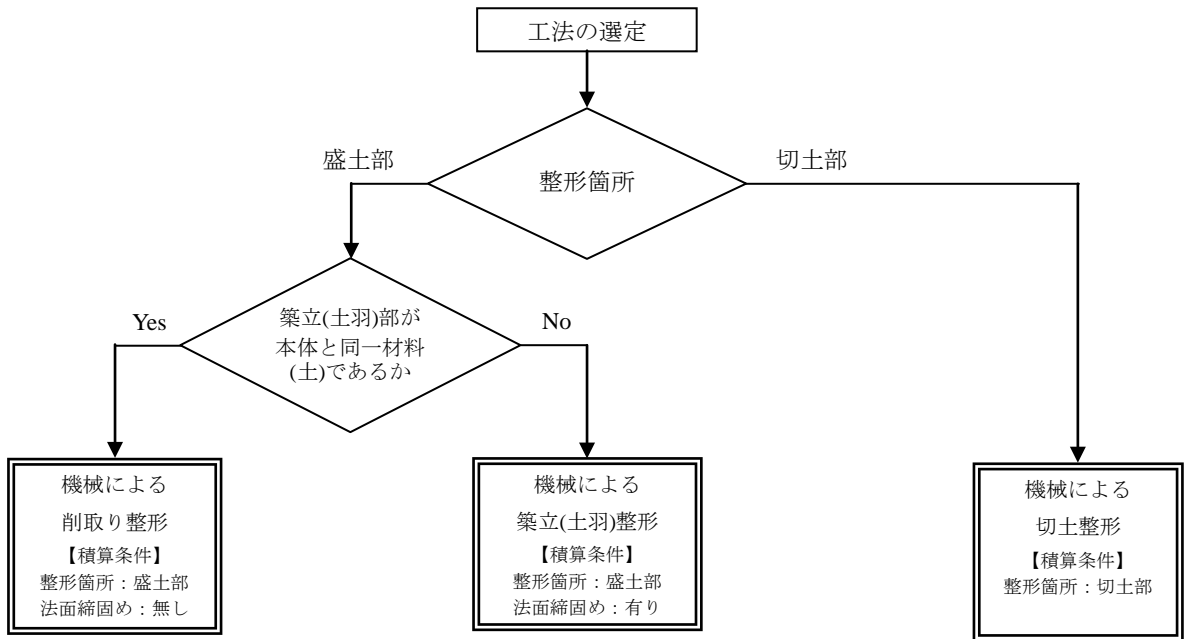 工法の選定
盛土部
切土部
整形箇所
Yes
No
築立(土羽)部が
本体と同一材料
(土)であるか
機械による
削取り整形
【積算条件】
整形箇所：盛土部
法面締固め：無し
機械による
築立(土羽)整形
【積算条件】
整形箇所：盛土部
法面締固め：有り
機械による
切土整形
【積算条件】
整形箇所：切土部